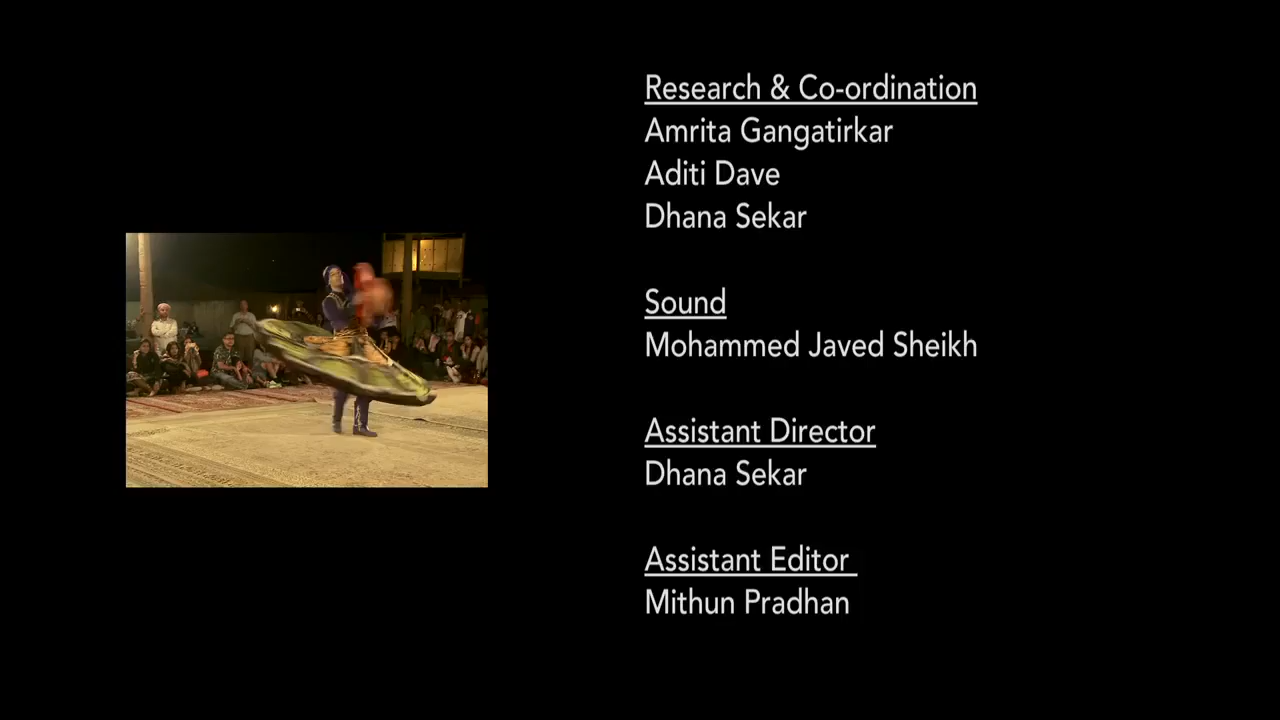 Research & Co-ordination
Amrita Gangatirkar
Aditi Dave
Dhana Sekar
Sound
Mohammed Javed Sheikh
Assistant Director
Dhana Sekar
Assistant Editor
Mithun Pradhan